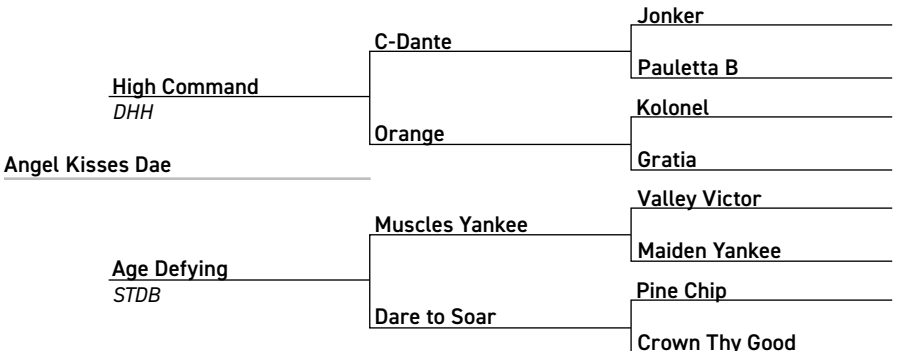 Jonker
C-Dante
Pauletta B
High Command
DHH
Kolonel
Orange
Gratia
Angel Kisses Dae
Valley Victor
Muscles Yankee
Maiden Yankee
Age Defying
STDB
Pine Chip
Dare to Soar
Crown Thy Good